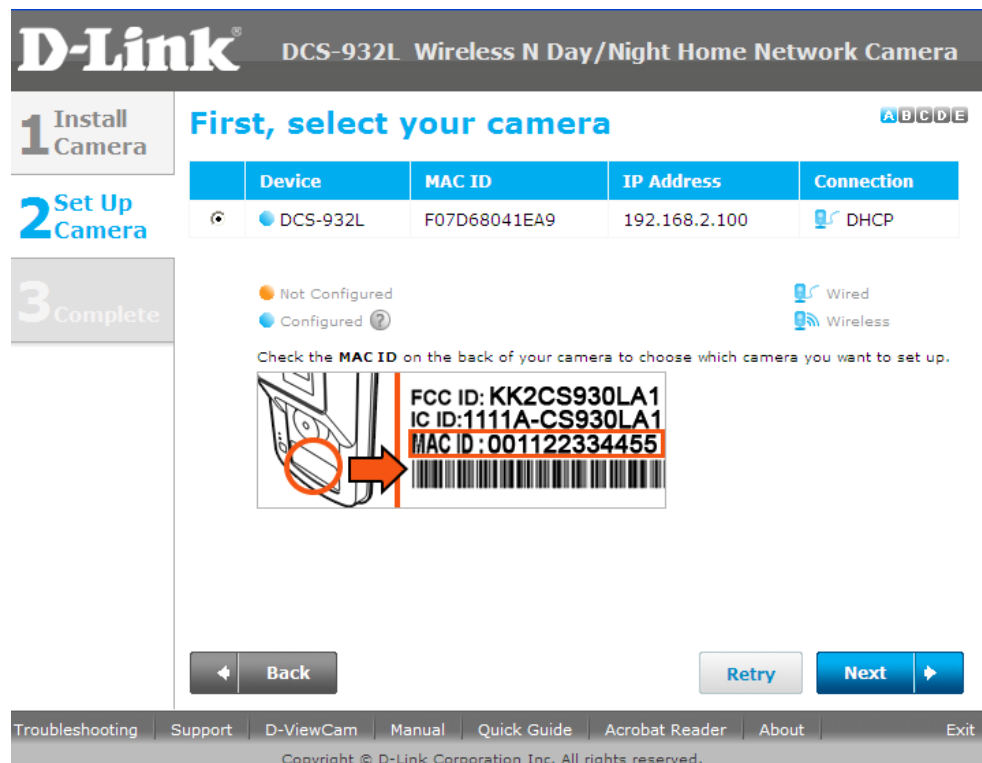 D-Link® DCS-932L Wireless N Day/Night Home Network Camera
1 Install Camera
2 Set Up Camera
3 Complete
First, select your camera
A B C D E
Device MAC ID IP Address Connection
DCS-932L F07D68041EA9 192.168.2.100 DHCP
Not Configured Wired
Configured ? Wireless
Check the MAC ID on the back of your camera to choose which camera you want to set up.
FCC ID: KK2CS930LA1
IC ID:1111A-CS930LA1
MAC ID : 001122334455
Back Retry Next
Troubleshooting Support D-ViewCam Manual Quick Guide Acrobat Reader About Exit
Copyright © D-Link Corporation Inc. All rights reserved.